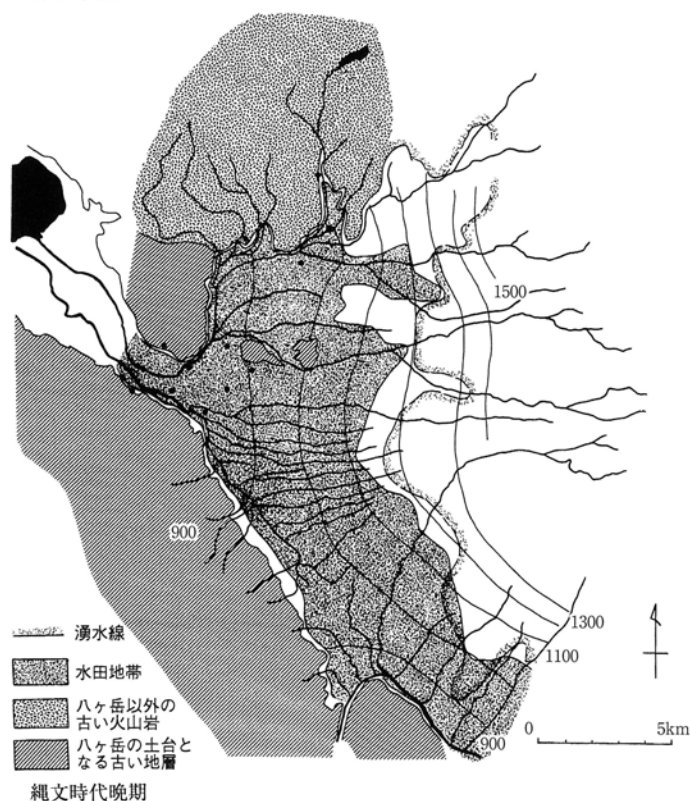 1500
900
1300
1100
900
0 5km
湧水線
水田地帯
八ヶ岳以外の
古い火山岩
八ヶ岳の土台と
なる古い地層
縄文時代晩期